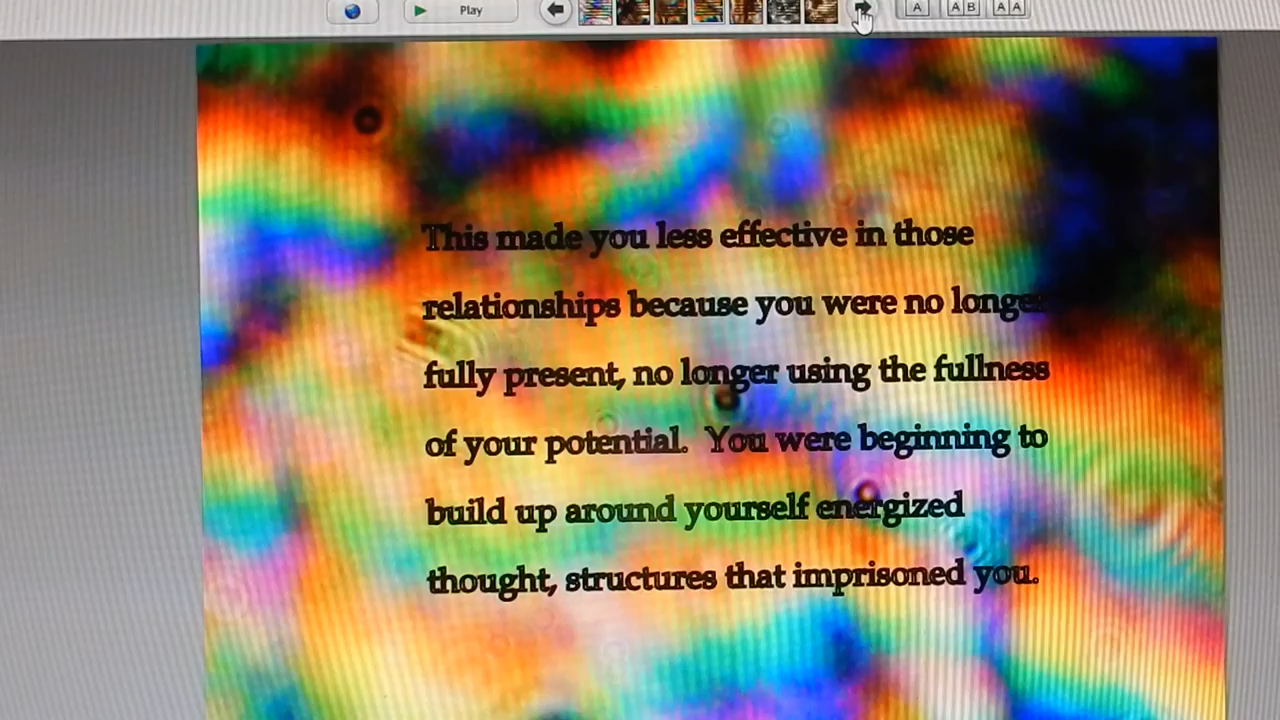 Play
A
A B
A A
This made you less effective in those
relationships because you were no longer
fully present, no longer using the fullness
of your potential. You were beginning to
build up around yourself energized
thought, structures that imprisoned you.